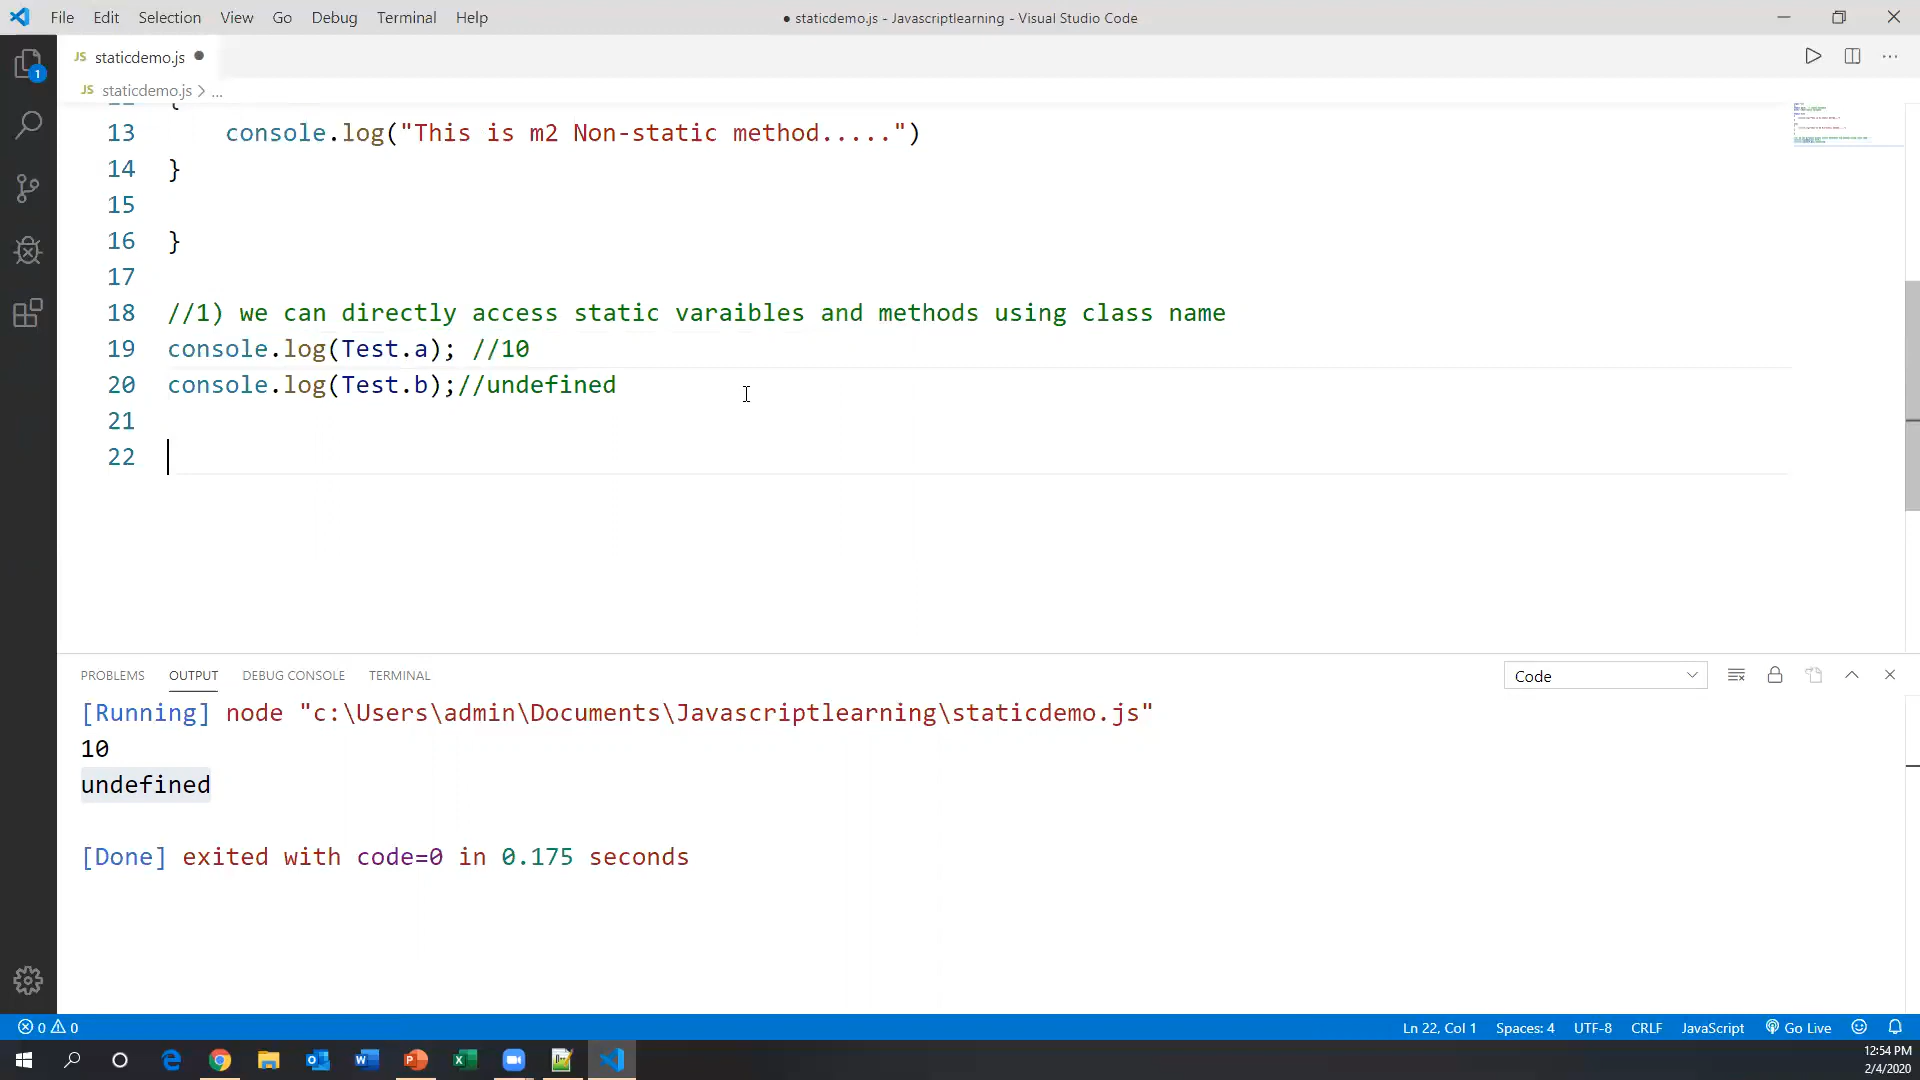 File Edit Selection View Go Debug Terminal Help
● staticdemo.js - Javascriptlearning - Visual Studio Code
JS staticdemo.js ●
JS staticdemo.js > ...
1
13 console.log("This is m2 Non-static method.....")
14 }
15
16 }
17
18 //1) we can directly access static varaibles and methods using class name
19 console.log(Test.a); //10
20 console.log(Test.b);//undefined
21
22
PROBLEMS OUTPUT DEBUG CONSOLE TERMINAL
Code
[Running] node "c:\Users\admin\Documents\Javascriptlearning\staticdemo.js"
10
undefined
[Done] exited with code=0 in 0.175 seconds
0 0
Ln 22, Col 1 Spaces: 4 UTF-8 CRLF JavaScript Go Live
12:54 PM
2/4/2020